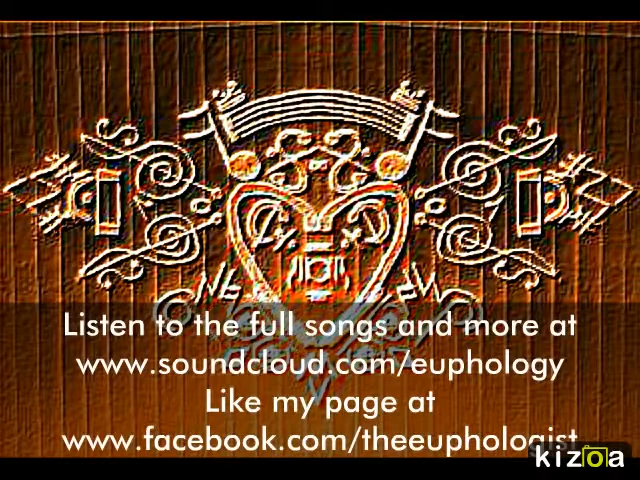 Listen to the full songs and more at
www.soundcloud.com/euphology
Like my page at
www.facebook.com/theeuphologist
kizoa